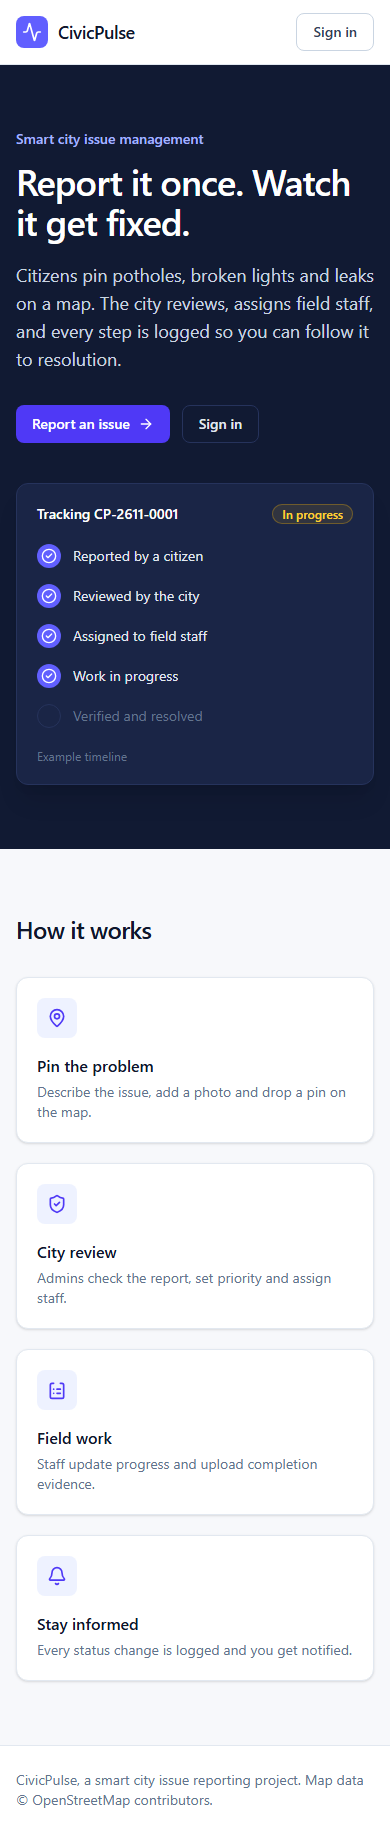 CivicPulse
Sign in
Smart city issue management
Report it once. Watch
it get fixed.
Citizens pin potholes, broken lights and leaks
on a map. The city reviews, assigns field staff,
and every step is logged so you can follow it
to resolution.
Report an issue →
Sign in
Tracking CP-2611-0001
In progress
Reported by a citizen
Reviewed by the city
Assigned to field staff
Work in progress
Verified and resolved
Example timeline
How it works
Pin the problem
Describe the issue, add a photo and drop a pin on
the map.
City review
Admins check the report, set priority and assign
staff.
Field work
Staff update progress and upload completion
evidence.
Stay informed
Every status change is logged and you get notified.
CivicPulse, a smart city issue reporting project. Map data
© OpenStreetMap contributors.